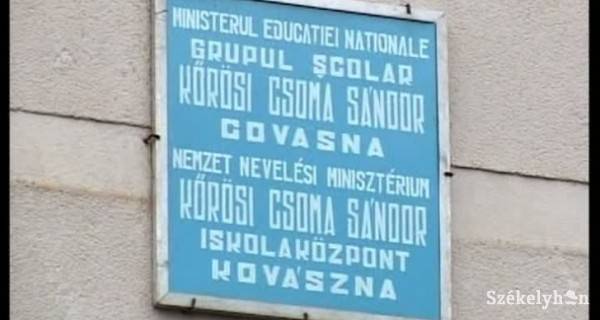 MINISTERUL EDUCATIEI NATIONALE
GRUPUL ŞCOLAR
KŐRÖSI CSOMA SÁNDOR
COVASNA
NEMZET NEVELÉSI MINISZTÉRIUM
KŐRÖSI CSOMA SÁNDOR
ISKOLAKÖZPONT
KOVÁSZNA
Székelyhon